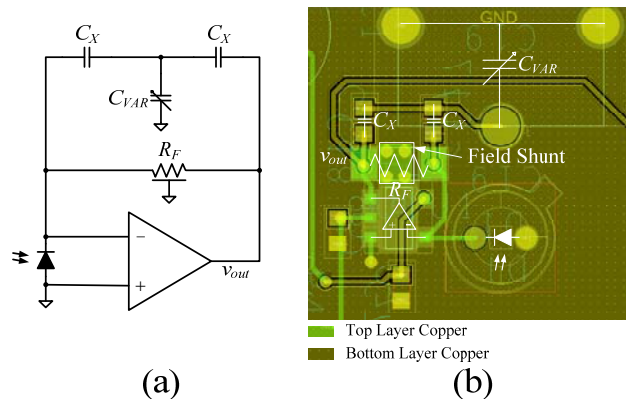 C_X
C_X
C_VAR
R_F
−
+
v_out
(a)
GND
C_VAR
C_X
C_X
v_out
Field Shunt
R_F
-
Top Layer Copper
Bottom Layer Copper
(b)